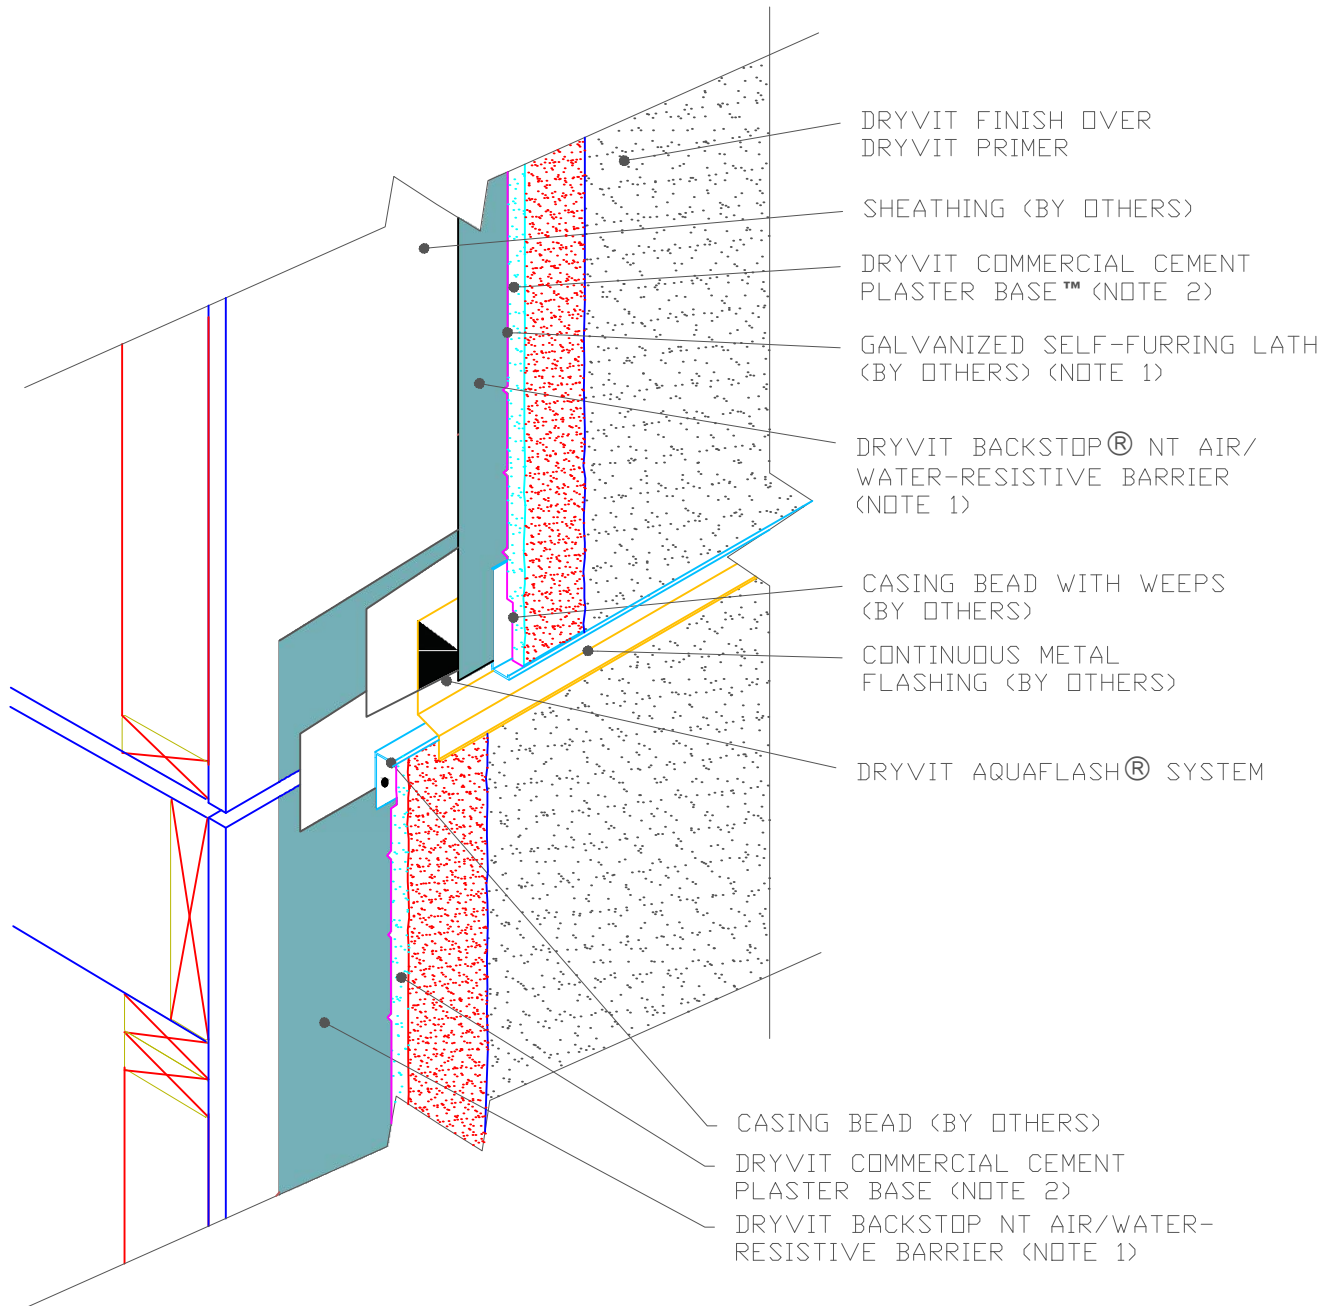 DRYVIT FINISH OVER
DRYVIT PRIMER
SHEATHING (BY OTHERS)
DRYVIT COMMERCIAL CEMENT
PLASTER BASE™ (NOTE 2)
GALVANIZED SELF-FURRING LATH
(BY OTHERS) (NOTE 1)
DRYVIT BACKSTOP® NT AIR/
WATER-RESISTIVE BARRIER
(NOTE 1)
CASING BEAD WITH WEEPS
(BY OTHERS)
CONTINUOUS METAL
FLASHING (BY OTHERS)
DRYVIT AQUAFLASH® SYSTEM
CASING BEAD (BY OTHERS)
DRYVIT COMMERCIAL CEMENT
PLASTER BASE (NOTE 2)
DRYVIT BACKSTOP NT AIR/WATER-
RESISTIVE BARRIER (NOTE 1)